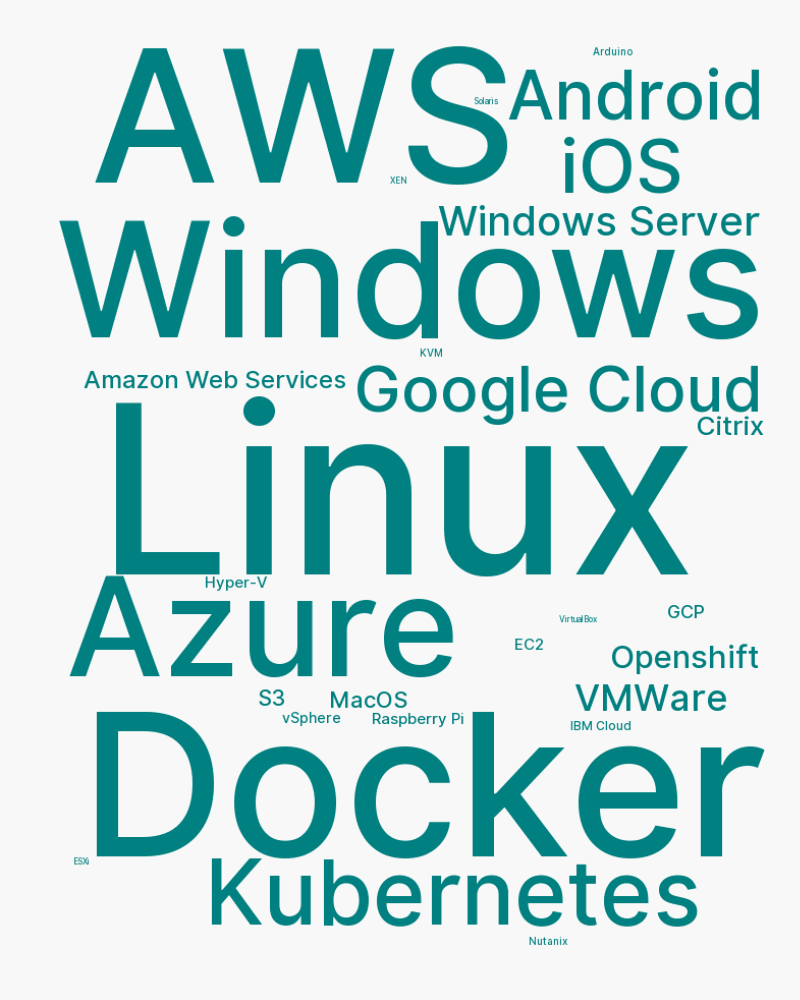 Arduino
AWS
Solaris
Android
iOS
XEN
Windows Server
Windows
KVM
Amazon Web Services
Google Cloud
Citrix
Linux
Hyper-V
Azure
VirtualBox
GCP
EC2
Openshift
S3
MacOS
VMWare
vSphere
Raspberry Pi
IBM Cloud
Docker
ESXi
Kubernetes
Nutanix